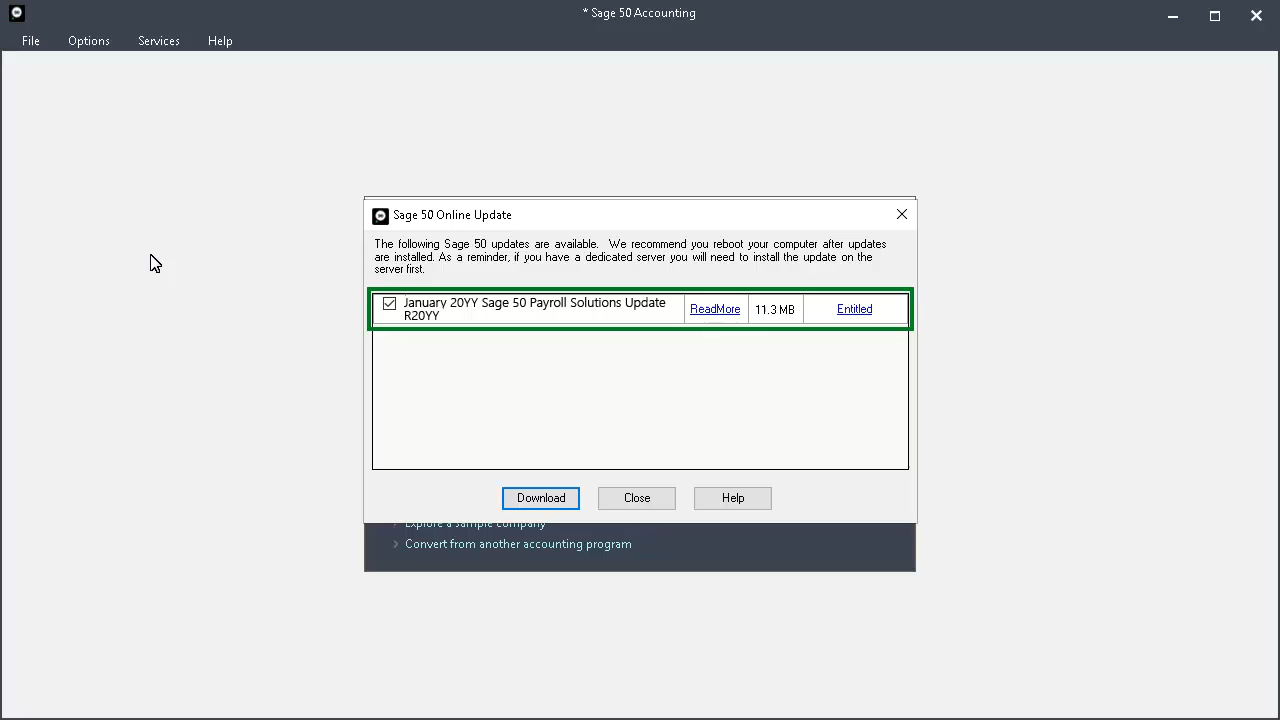 * Sage 50 Accounting
File Options Services Help
Sage 50 Online Update
The following Sage 50 updates are available. We recommend you reboot your computer after updates
are installed. As a reminder, if you have a dedicated server you will need to install the update on the
server first.
January 20YY Sage 50 Payroll Solutions Update
R20YY
ReadMore 11.3 MB Entitled
Download Close Help
Explore a sample company
Convert from another accounting program